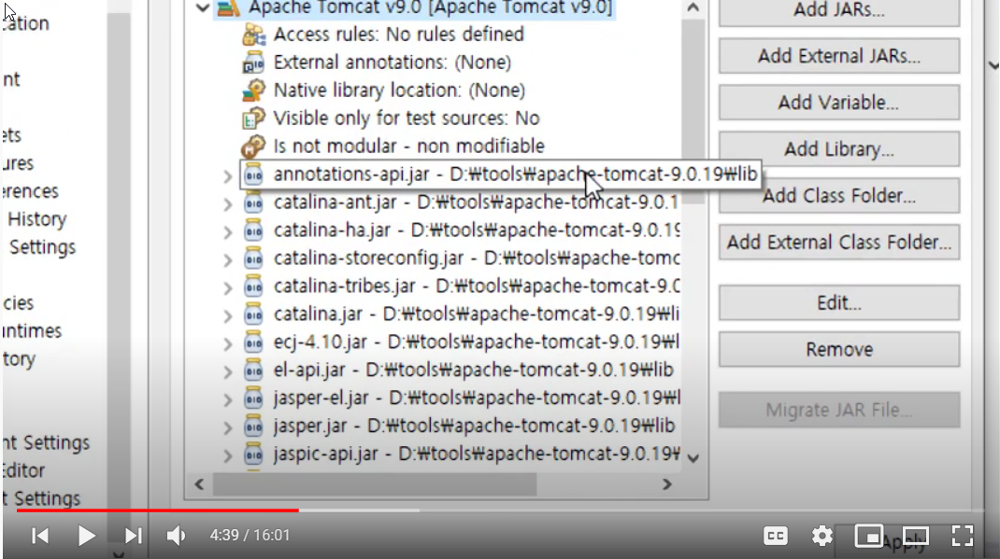 Apache Tomcat v9.0 [Apache Tomcat v9.0]
Access rules: No rules defined
External annotations: (None)
Native library location: (None)
Visible only for test sources: No
Is not modular - non modifiable
annotations-api.jar - D:₩tools₩apache-tomcat-9.0.19₩lib
catalina-ant.jar - D:₩tools₩apache-tomcat-9.0.1
catalina-ha.jar - D:₩tools₩apache-tomcat-9.0.19
catalina-storeconfig.jar - D:₩tools₩apache-tomc
catalina-tribes.jar - D:₩tools₩apache-tomcat-9.0
catalina.jar - D:₩tools₩apache-tomcat-9.0.19₩li
ecj-4.10.jar - D:₩tools₩apache-tomcat-9.0.19₩l
el-api.jar - D:₩tools₩apache-tomcat-9.0.19₩lib
jasper-el.jar - D:₩tools₩apache-tomcat-9.0.19₩l
jasper.jar - D:₩tools₩apache-tomcat-9.0.19₩lib
jaspic-api.jar - D:₩tools₩apache-tomcat-9.0.19₩
Add JARs...
Add External JARs...
Add Variable...
Add Library...
Add Class Folder...
Add External Class Folder...
Edit...
Remove
Migrate JAR File...
Apply
cation
nt
ets
ures
erences
History
Settings
cies
untimes
tory
nt Settings
Editor
t Settings
4:39 / 16:01
CC